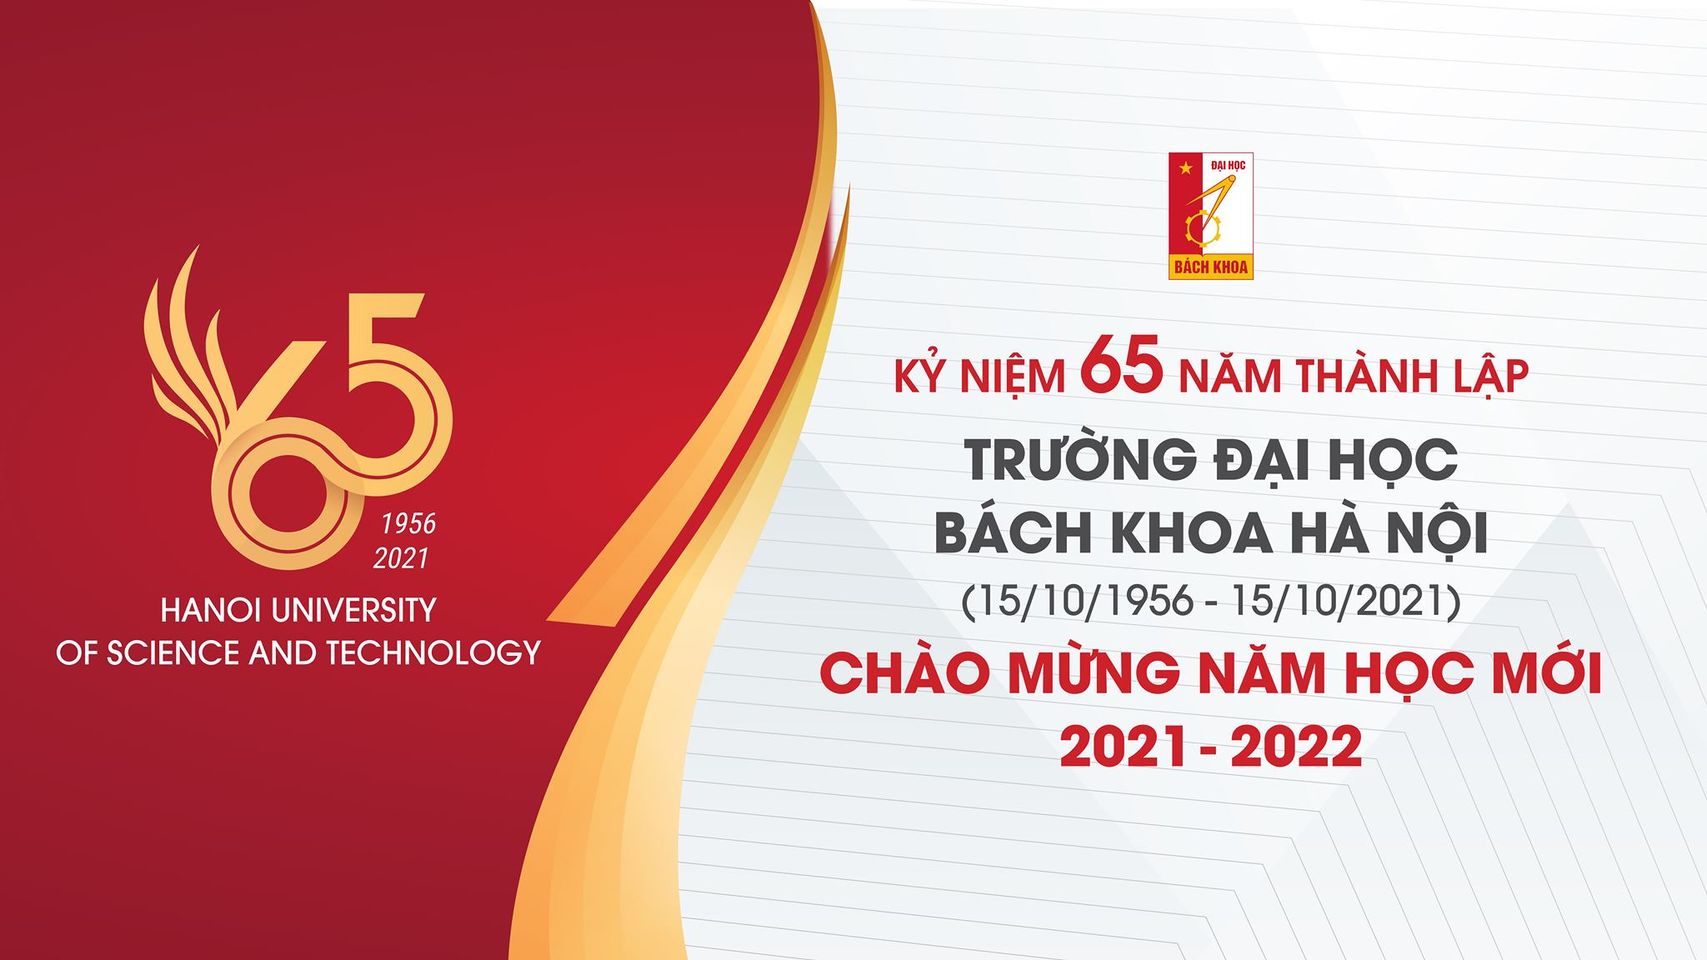 65
1956
2021
HANOI UNIVERSITY
OF SCIENCE AND TECHNOLOGY
ĐẠI HỌC
BÁCH KHOA
KỶ NIỆM 65 NĂM THÀNH LẬP
TRƯỜNG ĐẠI HỌC
BÁCH KHOA HÀ NỘI
(15/10/1956 - 15/10/2021)
CHÀO MỪNG NĂM HỌC MỚI
2021 - 2022